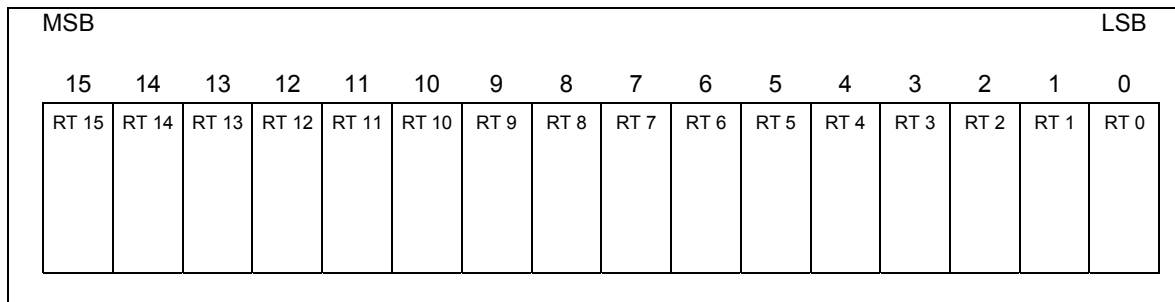 MSB LSB
15 14 13 12 11 10 9 8 7 6 5 4 3 2 1 0
RT 15 RT 14 RT 13 RT 12 RT 11 RT 10 RT 9 RT 8 RT 7 RT 6 RT 5 RT 4 RT 3 RT 2 RT 1 RT 0